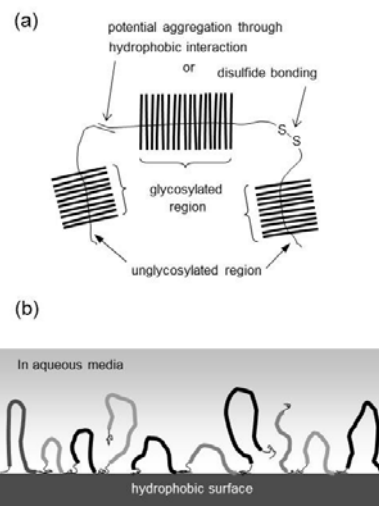 (a)
potential aggregation through
hydrophobic interaction
or
disulfide bonding
S
S
glycosylated
region
unglycosylated region
(b)
In aqueous media
hydrophobic surface